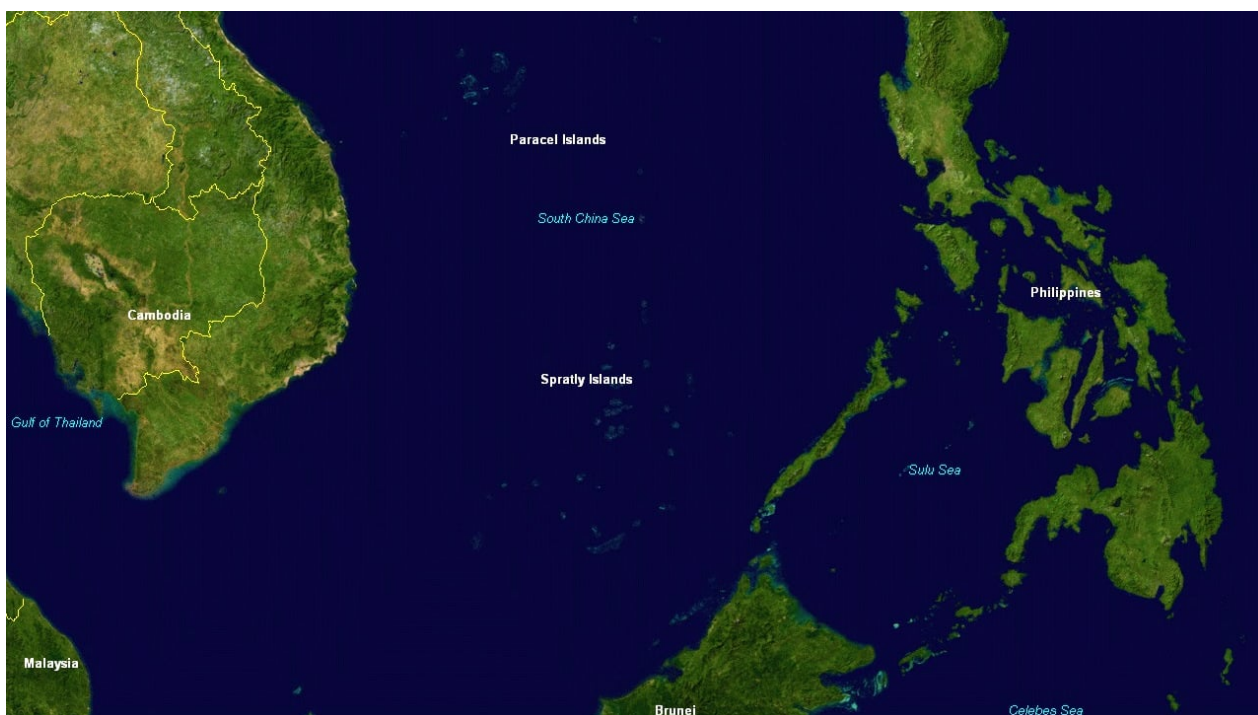 Paracel Islands
South China Sea
Philippines
Cambodia
Spratly Islands
Gulf of Thailand
Sulu Sea
Malaysia
Brunei
Celebes Sea